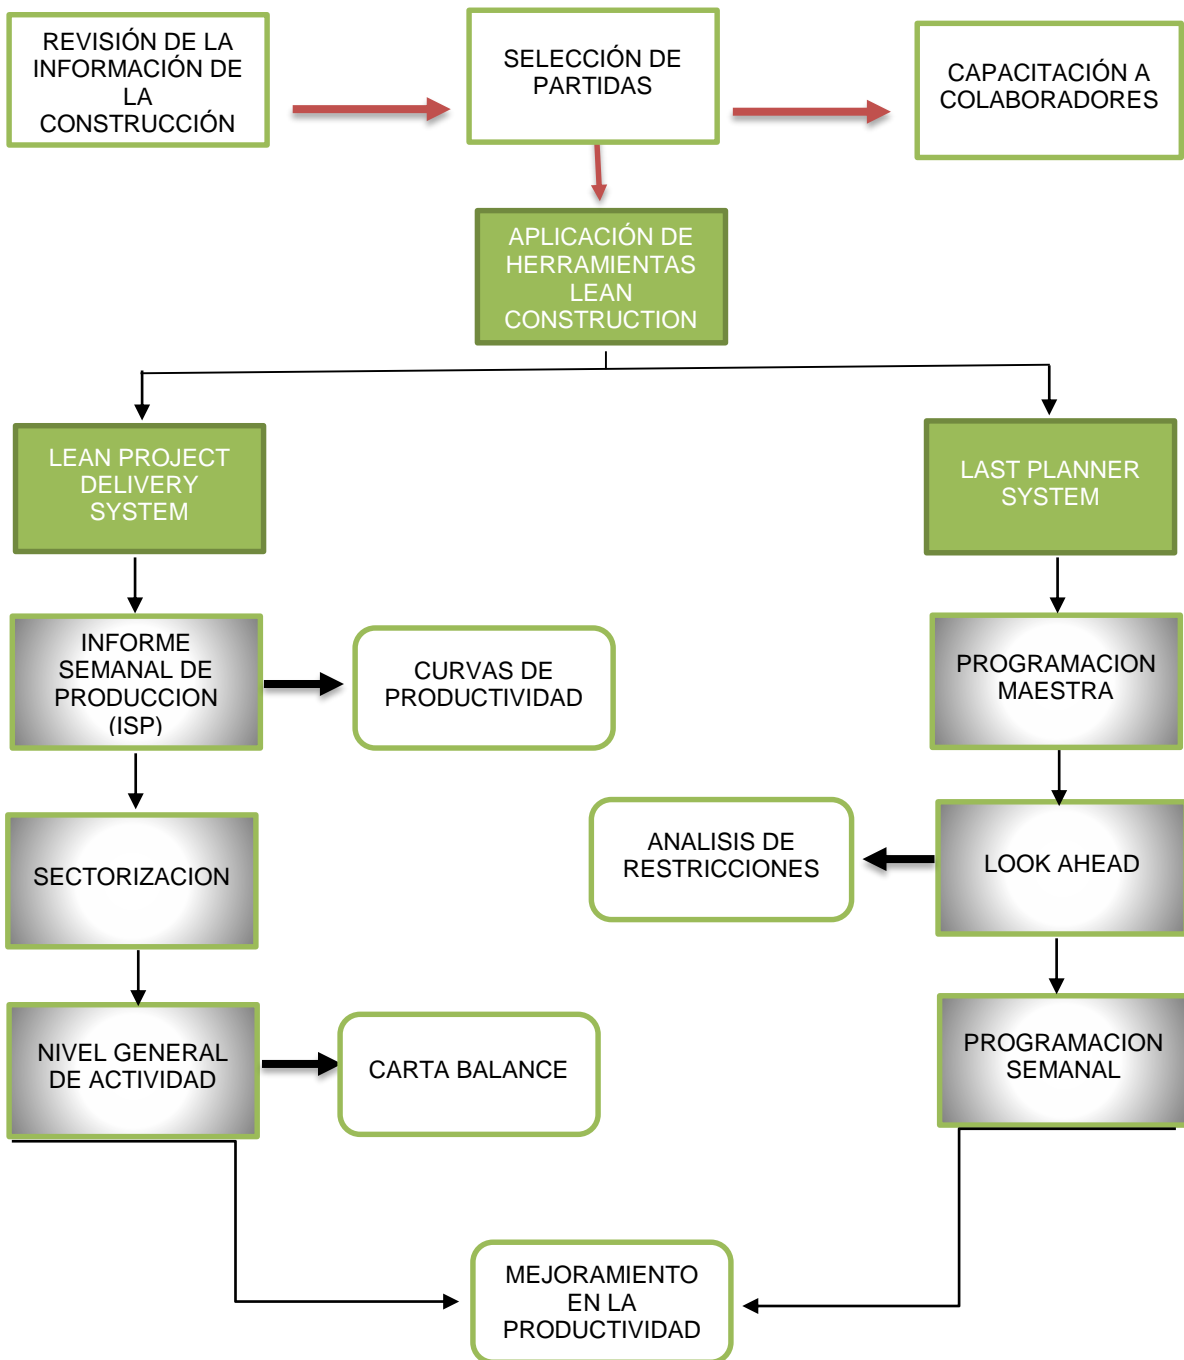 REVISIÓN DE LA
INFORMACIÓN DE
LA
CONSTRUCCIÓN
SELECCIÓN DE
PARTIDAS
CAPACITACIÓN A
COLABORADORES
APLICACIÓN DE
HERRAMIENTAS
LEAN
CONSTRUCTION
LEAN PROJECT
DELIVERY
SYSTEM
LAST PLANNER
SYSTEM
INFORME
SEMANAL DE
PRODUCCION
(ISP)
CURVAS DE
PRODUCTIVIDAD
PROGRAMACION
MAESTRA
SECTORIZACION
ANALISIS DE
RESTRICCIONES
LOOK AHEAD
NIVEL GENERAL
DE ACTIVIDAD
CARTA BALANCE
PROGRAMACION
SEMANAL
MEJORAMIENTO
EN LA
PRODUCTIVIDAD